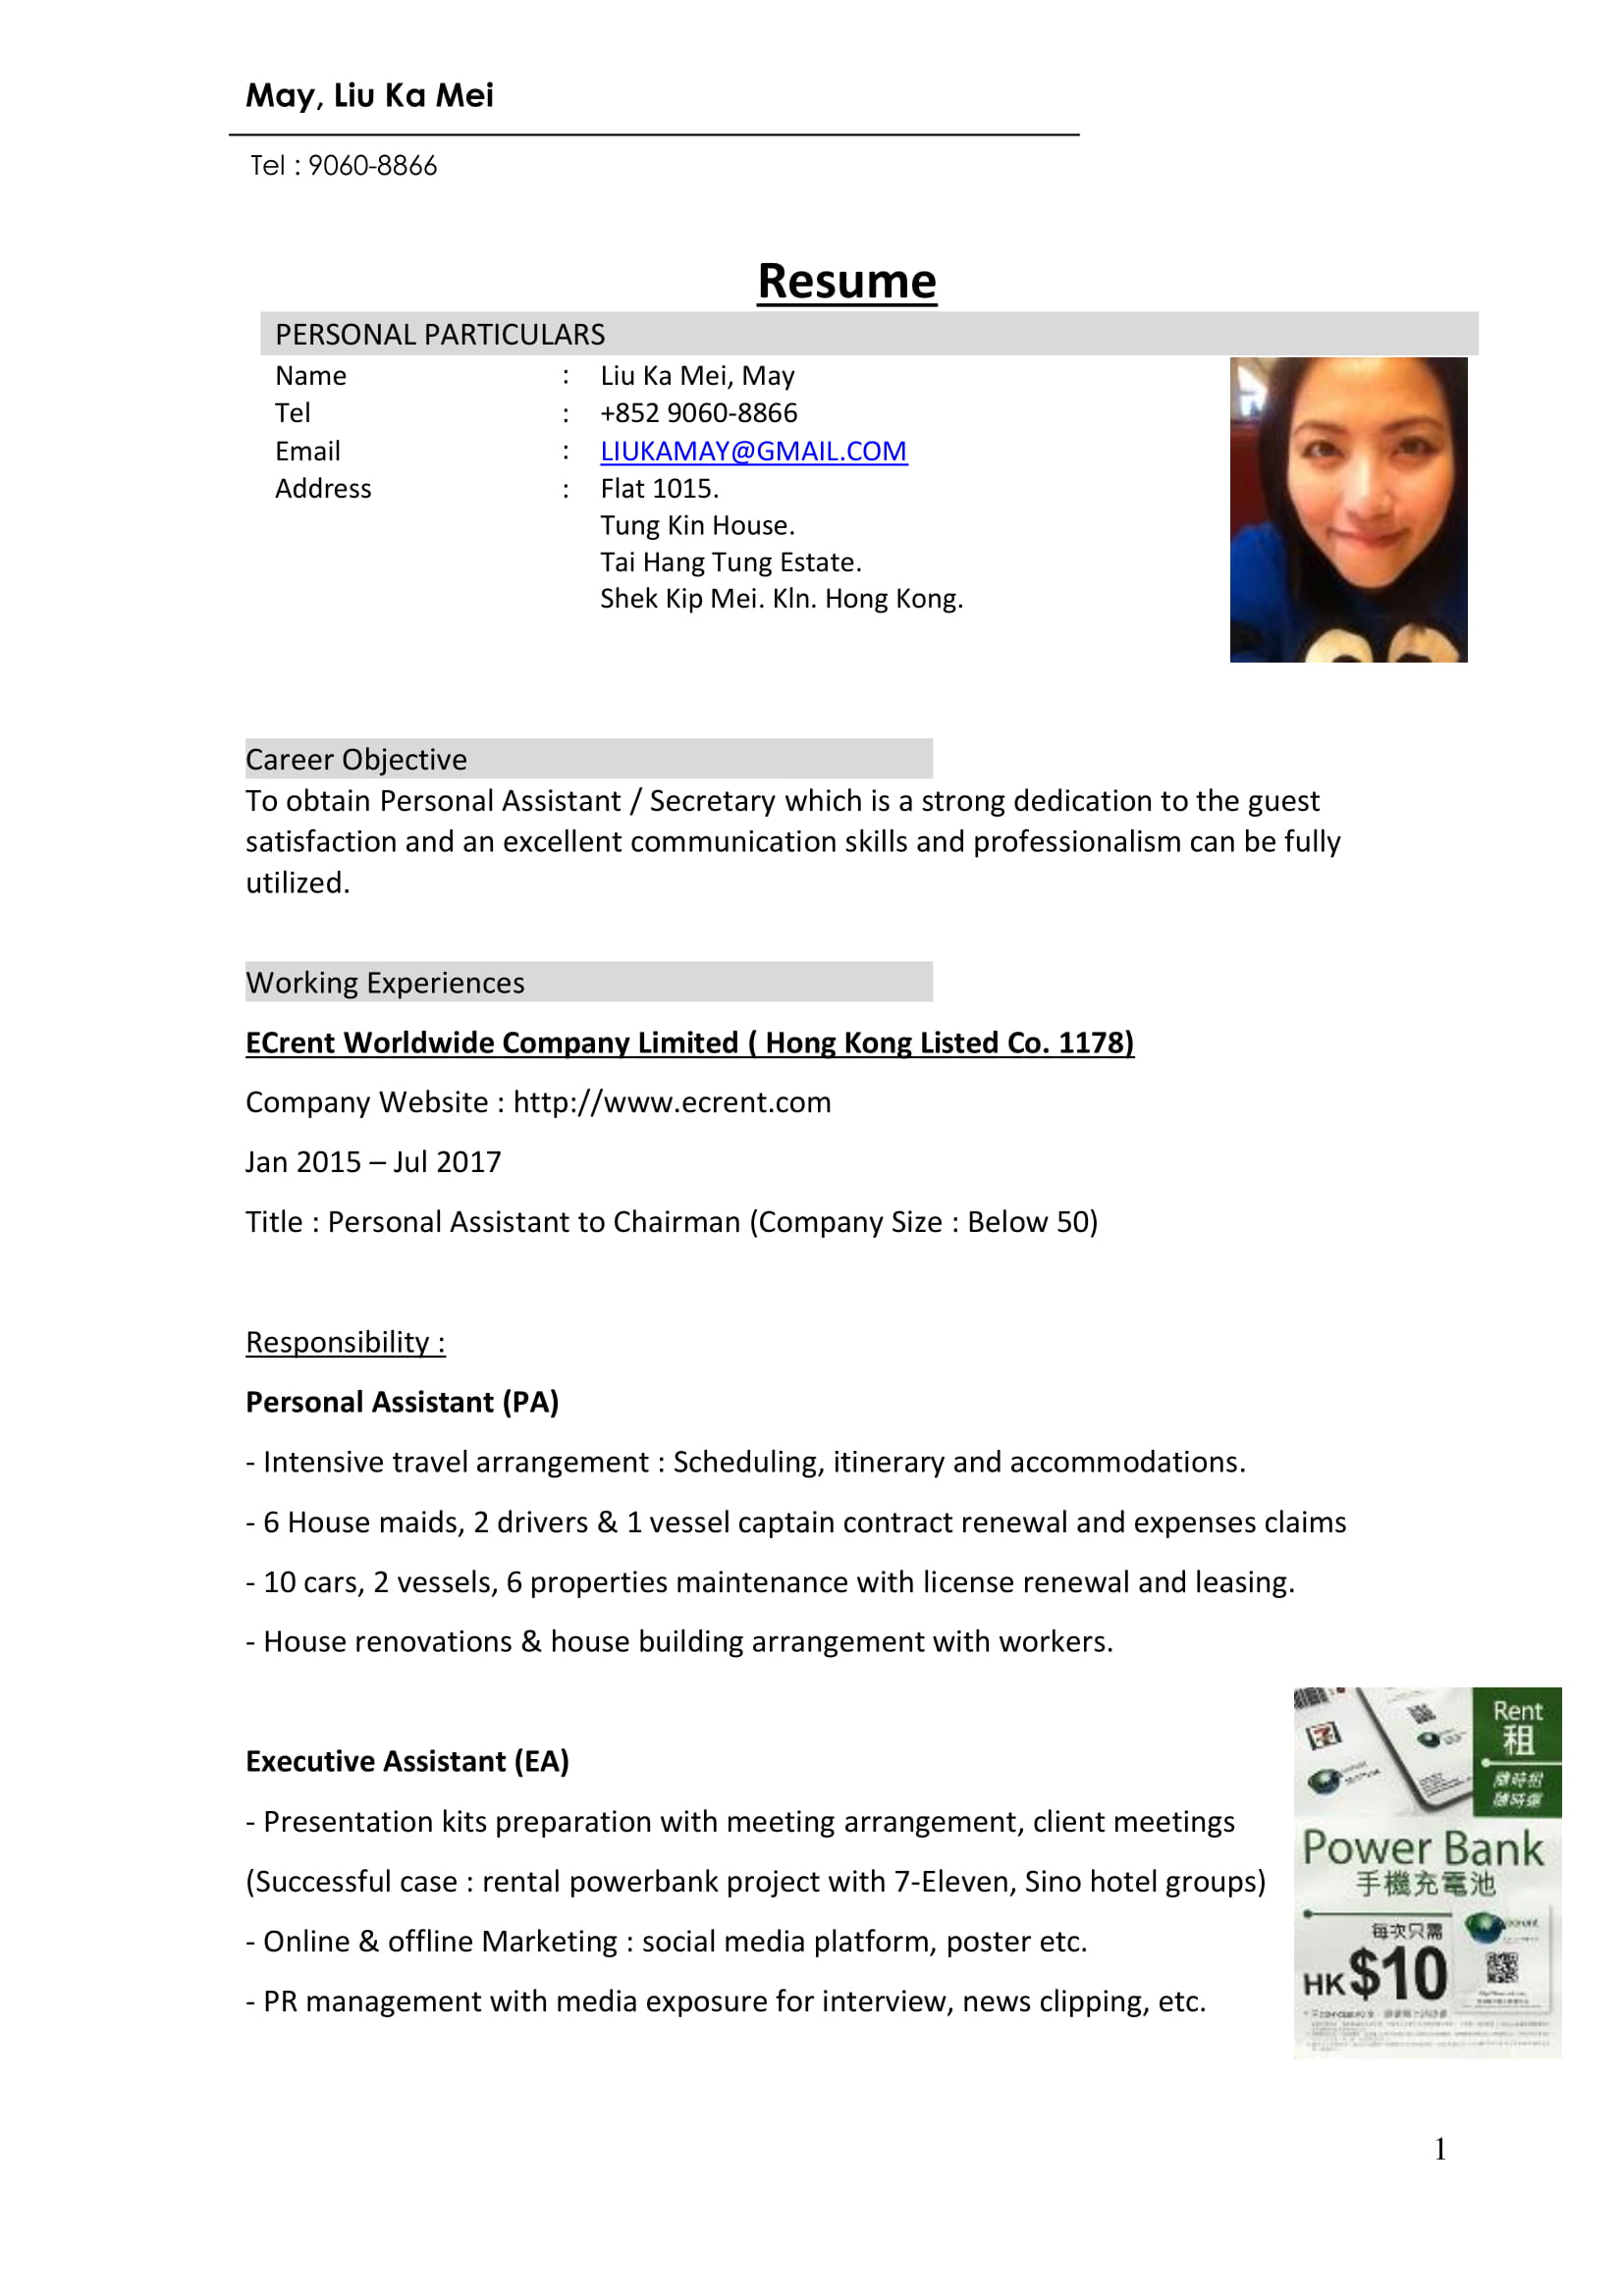 May, Liu Ka Mei
Tel : 9060-8866
Resume
PERSONAL PARTICULARS
Name : Liu Ka Mei, May
Tel : +852 9060-8866
Email : LIUKAMAY@GMAIL.COM
Address : Flat 1015.
Tung Kin House.
Tai Hang Tung Estate.
Shek Kip Mei. Kln. Hong Kong.
Career Objective
To obtain Personal Assistant / Secretary which is a strong dedication to the guest
satisfaction and an excellent communication skills and professionalism can be fully
utilized.
Working Experiences
ECrent Worldwide Company Limited ( Hong Kong Listed Co. 1178)
Company Website : http://www.ecrent.com
Jan 2015 – Jul 2017
Title : Personal Assistant to Chairman (Company Size : Below 50)
Responsibility :
Personal Assistant (PA)
- Intensive travel arrangement : Scheduling, itinerary and accommodations.
- 6 House maids, 2 drivers & 1 vessel captain contract renewal and expenses claims
- 10 cars, 2 vessels, 6 properties maintenance with license renewal and leasing.
- House renovations & house building arrangement with workers.
Executive Assistant (EA)
- Presentation kits preparation with meeting arrangement, client meetings
(Successful case : rental powerbank project with 7-Eleven, Sino hotel groups)
- Online & offline Marketing : social media platform, poster etc.
- PR management with media exposure for interview, news clipping, etc.
Rent
租
隨時租
隨時還
Power Bank
手機充電池
每次只需
HK$10
1